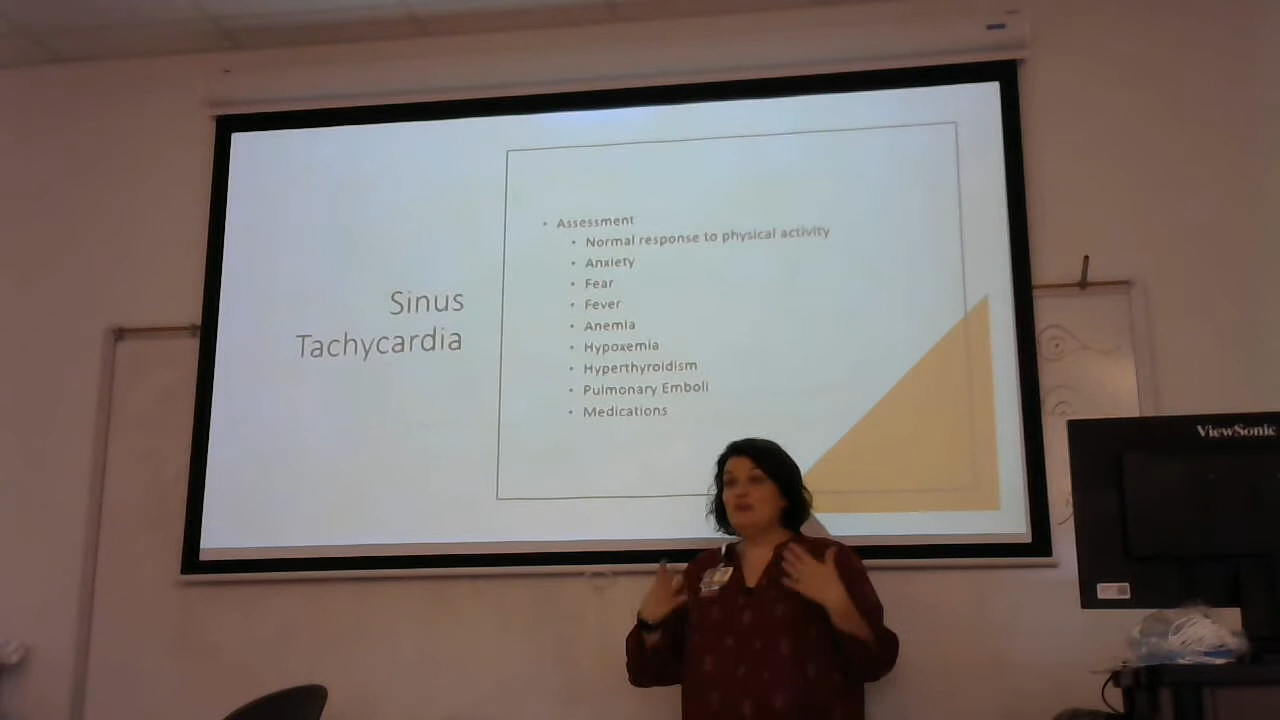 Sinus
Tachycardia
• Assessment
• Normal response to physical activity
• Anxiety
• Fear
• Fever
• Anemia
• Hypoxemia
• Hyperthyroidism
• Pulmonary Emboli
• Medications
ViewSonic